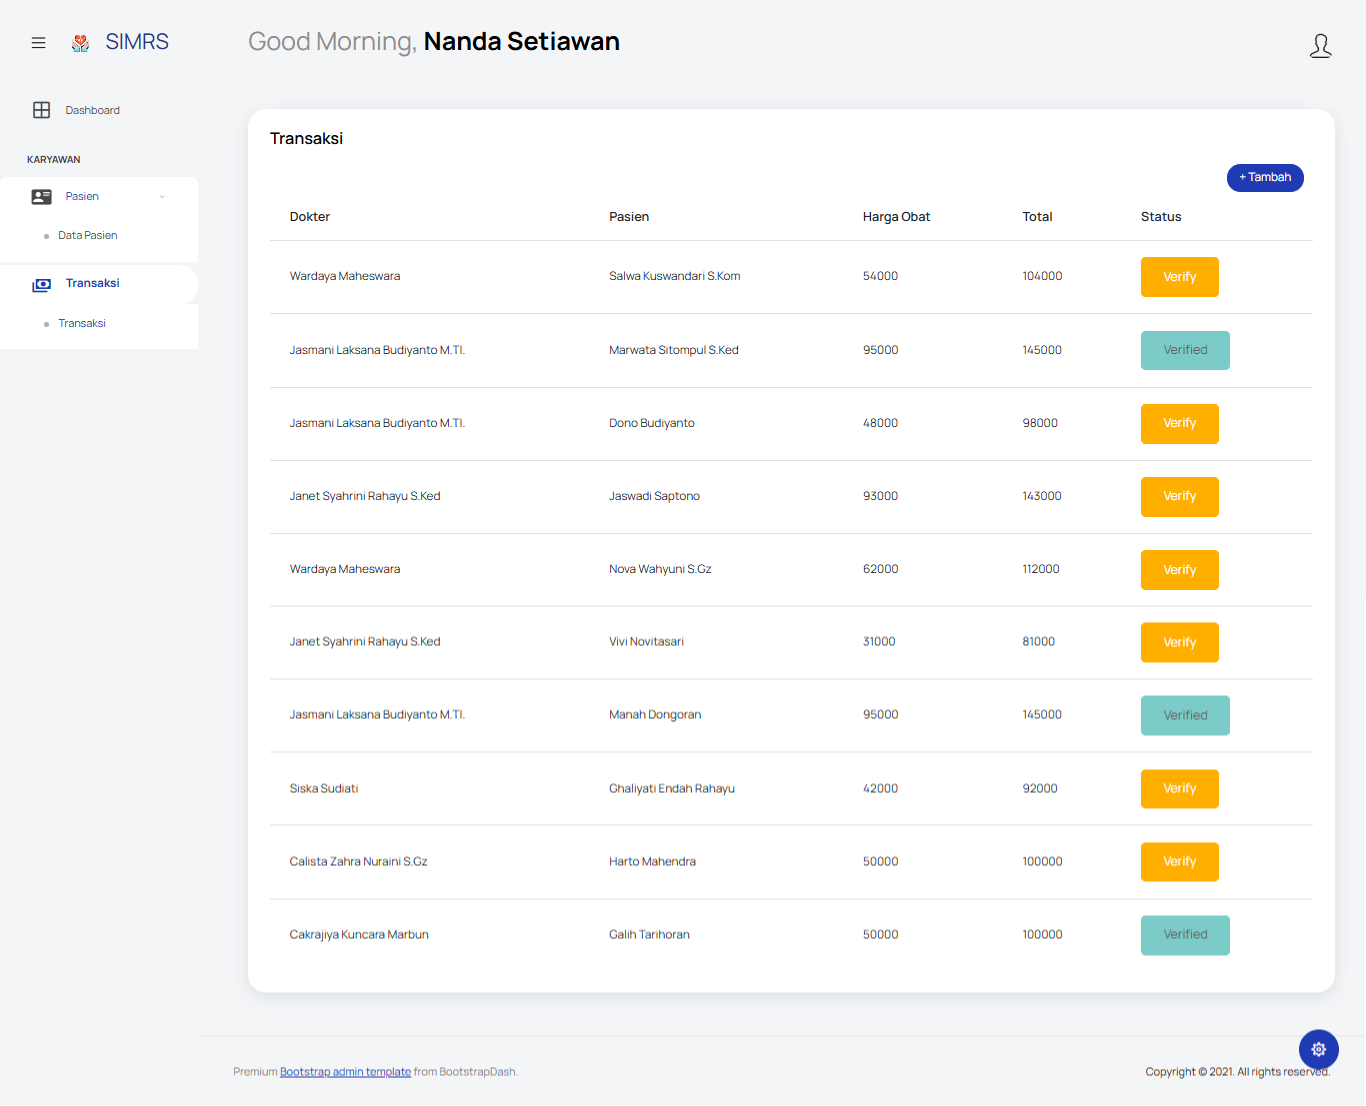 SIMRS
Good Morning, Nanda Setiawan
Dashboard
KARYAWAN
Pasien
Data Pasien
Transaksi
Transaksi
Transaksi
+ Tambah
Dokter Pasien Harga Obat Total Status
Wardaya Maheswara Salwa Kuswandari S.Kom 54000 104000 Verify
Jasmani Laksana Budiyanto M.TI. Marwata Sitompul S.Ked 95000 145000 Verified
Jasmani Laksana Budiyanto M.TI. Dono Budiyanto 48000 98000 Verify
Janet Syahrini Rahayu S.Ked Jaswadi Saptono 93000 143000 Verify
Wardaya Maheswara Nova Wahyuni S.Gz 62000 112000 Verify
Janet Syahrini Rahayu S.Ked Vivi Novitasari 31000 81000 Verify
Jasmani Laksana Budiyanto M.TI. Manah Dongoran 95000 145000 Verified
Siska Sudiati Ghaliyati Endah Rahayu 42000 92000 Verify
Calista Zahra Nuraini S.Gz Harto Mahendra 50000 100000 Verify
Cakrajiya Kuncara Marbun Galih Tarihoran 50000 100000 Verified
Premium Bootstrap admin template from BootstrapDash.
Copyright © 2021. All rights reserved.